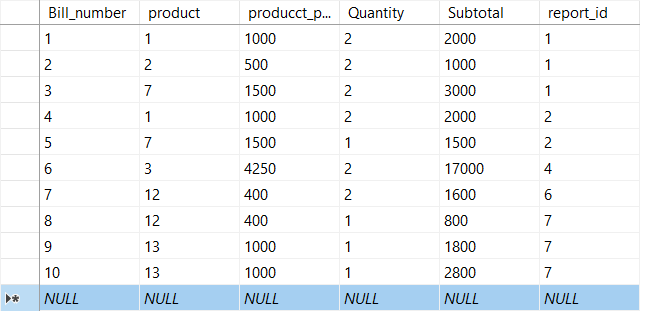 Bill_number product producct_p... Quantity Subtotal report_id
1 1 1000 2 2000 1
2 2 500 2 1000 1
3 7 1500 2 3000 1
4 1 1000 2 2000 2
5 7 1500 1 1500 2
6 3 4250 2 17000 4
7 12 400 2 1600 6
8 12 400 1 800 7
9 13 1000 1 1800 7
10 13 1000 1 2800 7
NULL NULL NULL NULL NULL NULL